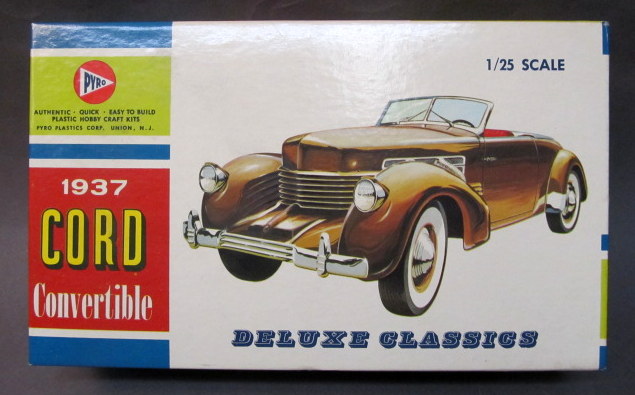 PYRO
AUTHENTIC · QUICK · EASY TO BUILD
PLASTIC HOBBY CRAFT KITS
PYRO PLASTICS CORP., UNION, N. J.
1/25 SCALE
1937
CORD
Convertible
DELUXE CLASSICS